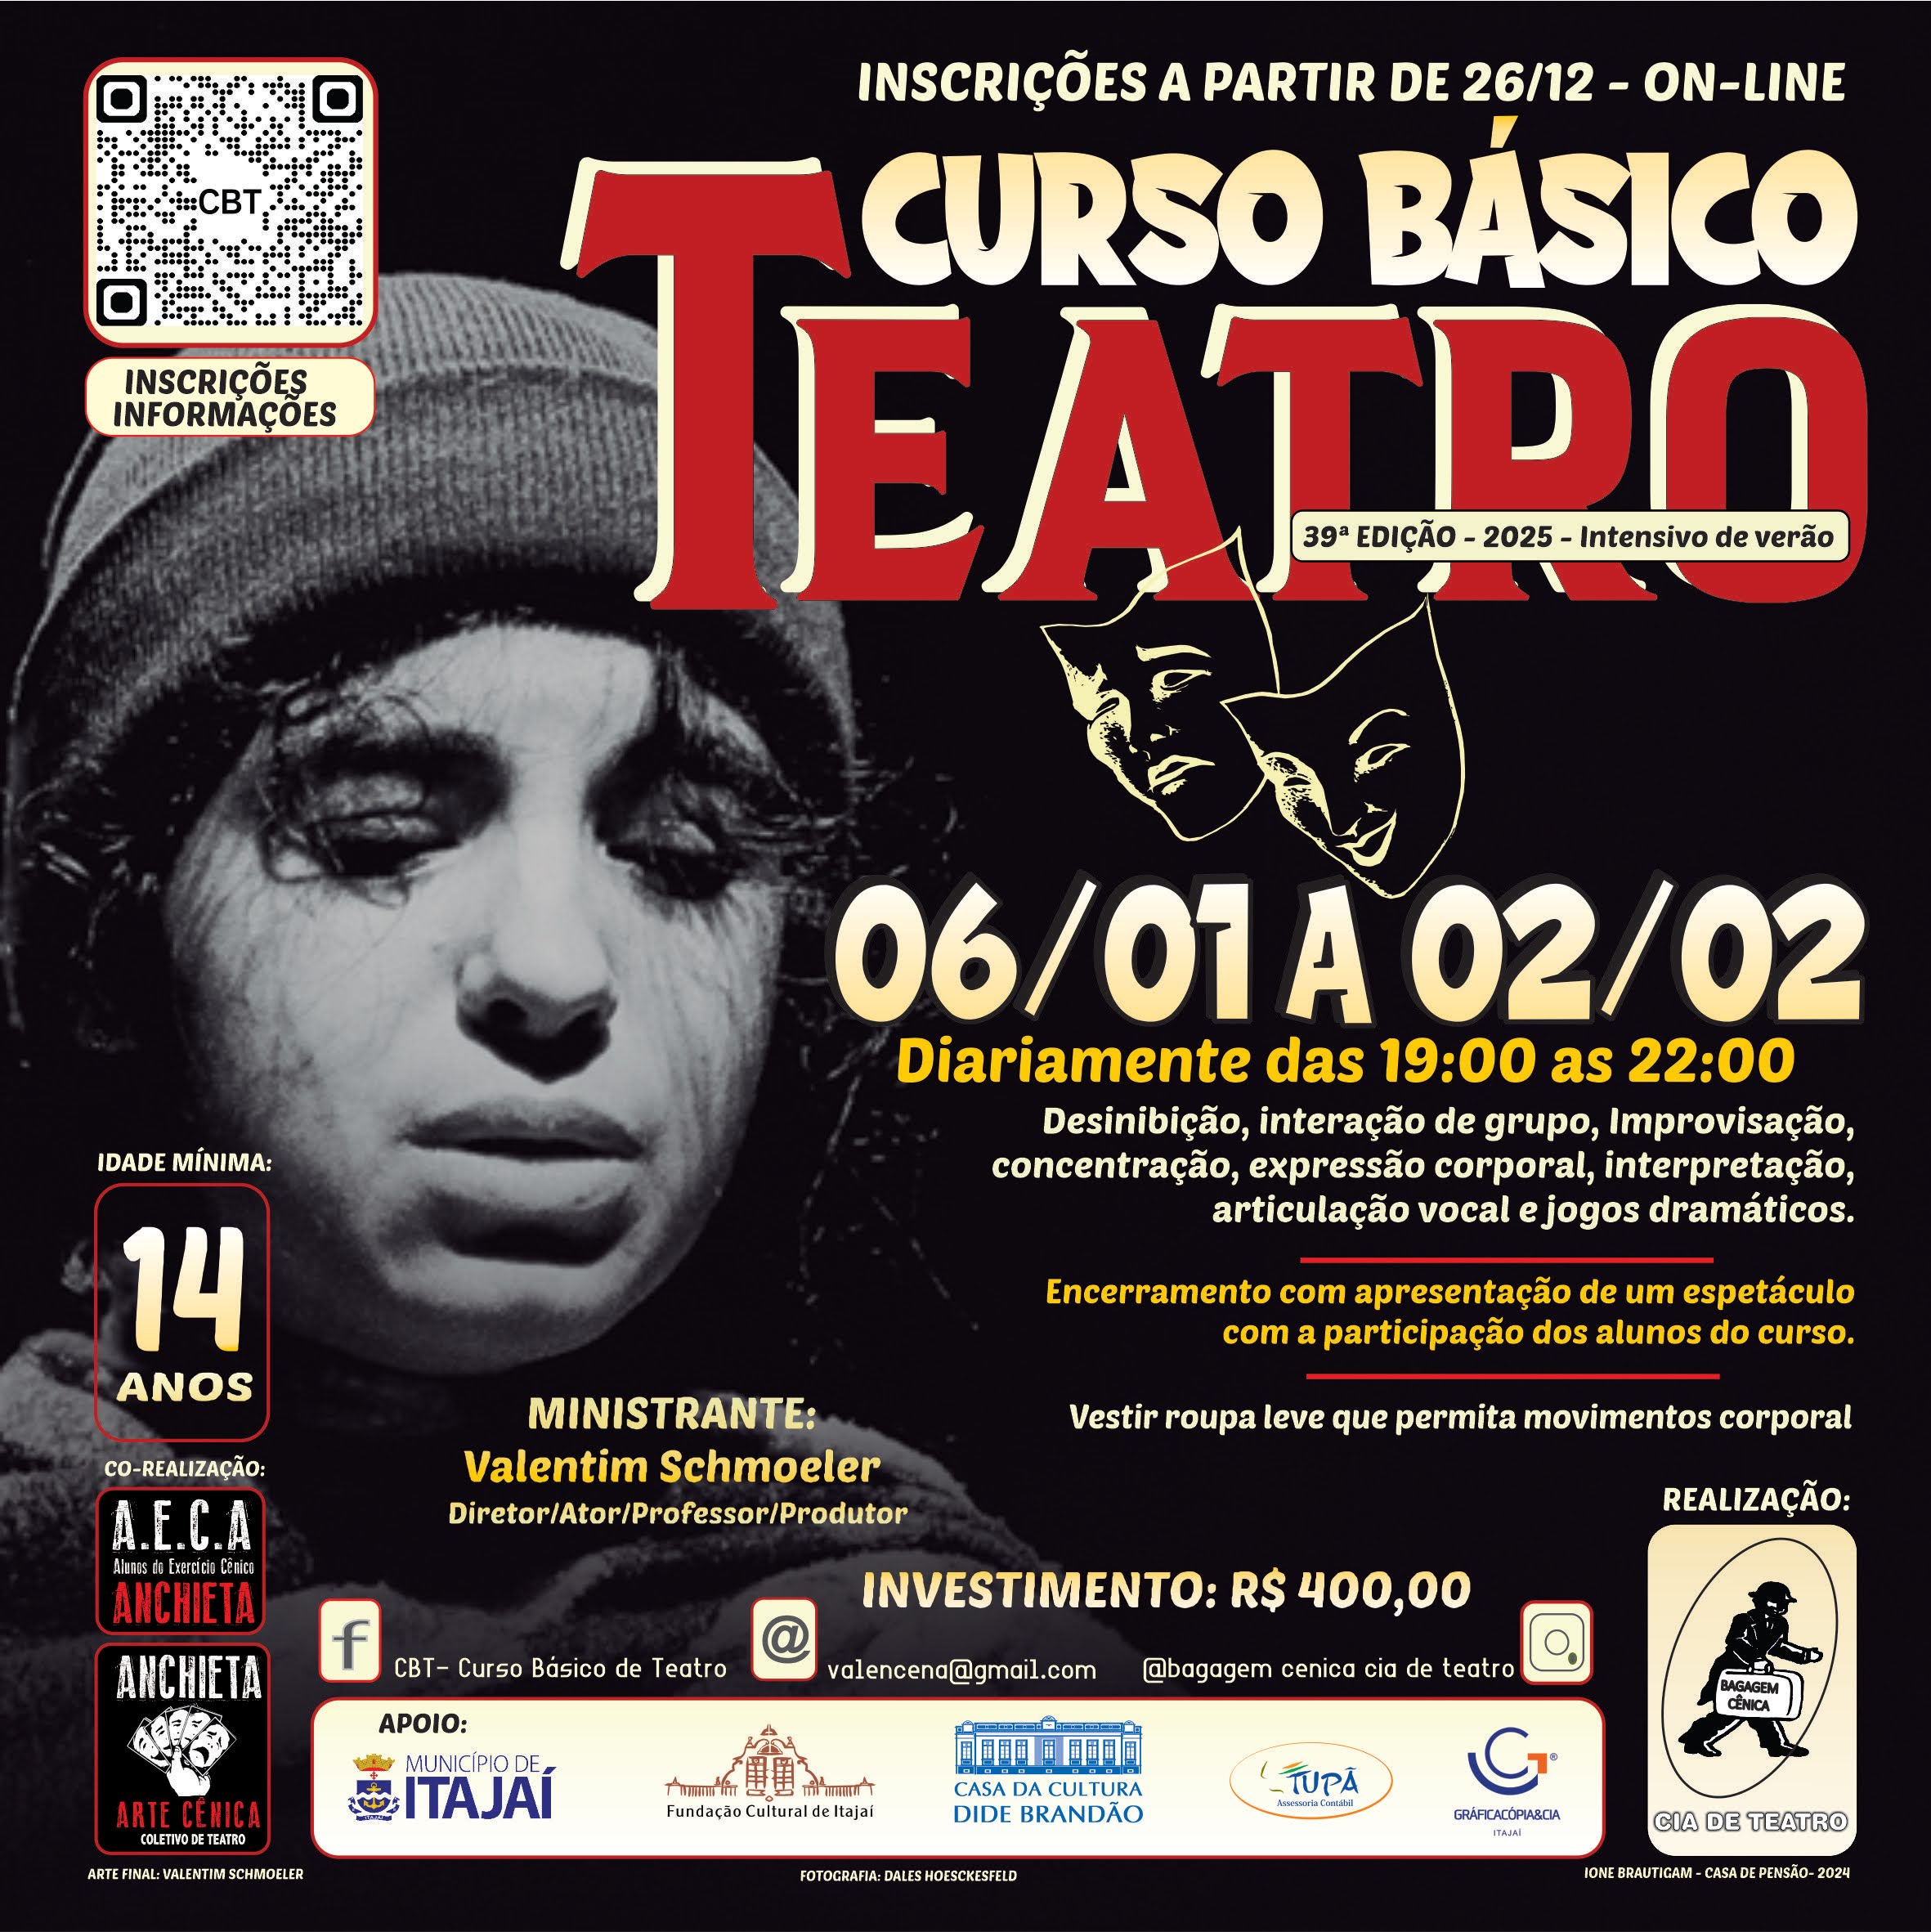 INSCRIÇÕES A PARTIR DE 26/12 - ON-LINE
CBT
INSCRIÇÕES
INFORMAÇÕES
CURSO BÁSICO
TEATRO
39ª EDIÇÃO - 2025 - Intensivo de verão
06/01 A 02/02
Diariamente das 19:00 as 22:00
Desinibição, interação de grupo, Improvisação,
concentração, expressão corporal, interpretação,
articulação vocal e jogos dramáticos.
Encerramento com apresentação de um espetáculo
com a participação dos alunos do curso.
Vestir roupa leve que permita movimentos corporal
IDADE MÍNIMA:
14
ANOS
MINISTRANTE:
Valentim Schmoeler
Diretor/Ator/Professor/Produtor
CO-REALIZAÇÃO:
A.E.C.A
Alunos do Exercício Cênico
ANCHIETA
ANCHIETA
ARTE CÊNICA
COLETIVO DE TEATRO
INVESTIMENTO: R$ 400,00
f
CBT- Curso Básico de Teatro
@
valencena@gmail.com
@bagagem cenica cia de teatro
REALIZAÇÃO:
BAGAGEM
CÊNICA
CIA DE TEATRO
APOIO:
MUNICÍPIO DE
ITAJAÍ
ITAJAÍ
Fundação Cultural de Itajaí
CASA DA CULTURA
DIDE BRANDÃO
TUPÃ
Assessoria Contábil
CG®
GRÁFICACÓPIA&CIA
ITAJAÍ
ARTE FINAL: VALENTIM SCHMOELER
FOTOGRAFIA: DALES HOESCKESFELD
IONE BRAUTIGAM - CASA DE PENSÃO- 2024